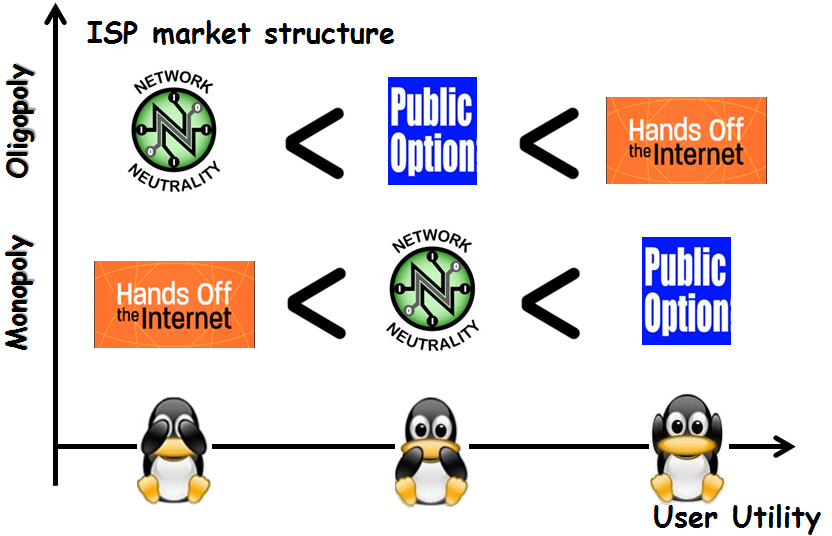 ISP market structure
Oligopoly
NETWORK
NEUTRALITY
<
Public
Option
<
Hands Off
the Internet
Monopoly
Hands Off
the Internet
<
NETWORK
NEUTRALITY
<
Public
Option
User Utility